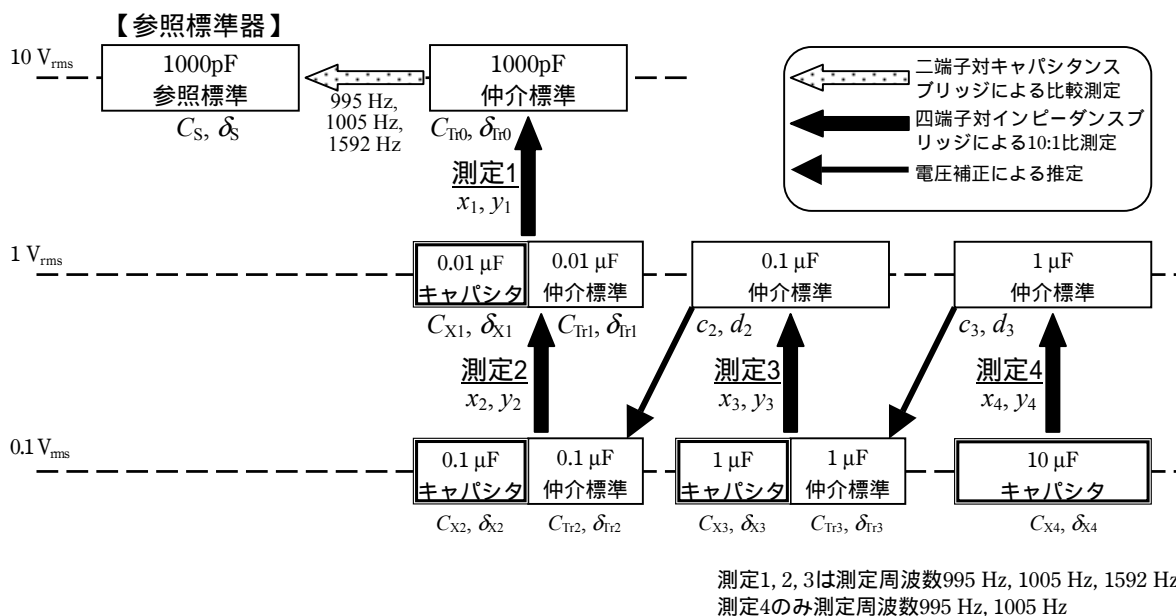 【参照標準器】
10 Vrms
1000pF
参照標準
1000pF
仲介標準
995 Hz,
1005 Hz,
1592 Hz
CS, δS
CTr0, δTr0
二端子対キャパシタンス
ブリッジによる比較測定
四端子対インピーダンスブ
リッジによる10:1比測定
電圧補正による推定
測定1
x1, y1
1 Vrms
0.01 μF
キャパシタ
0.01 μF
仲介標準
0.1 μF
仲介標準
1 μF
仲介標準
CX1, δX1
CTr1, δTr1
c2, d2
c3, d3
測定2
x2, y2
測定3
x3, y3
測定4
x4, y4
0.1 Vrms
0.1 μF
キャパシタ
0.1 μF
仲介標準
1 μF
キャパシタ
1 μF
仲介標準
10 μF
キャパシタ
CX2, δX2
CTr2, δTr2
CX3, δX3
CTr3, δTr3
CX4, δX4
測定1, 2, 3は測定周波数995 Hz, 1005 Hz, 1592 Hz
測定4のみ測定周波数995 Hz, 1005 Hz